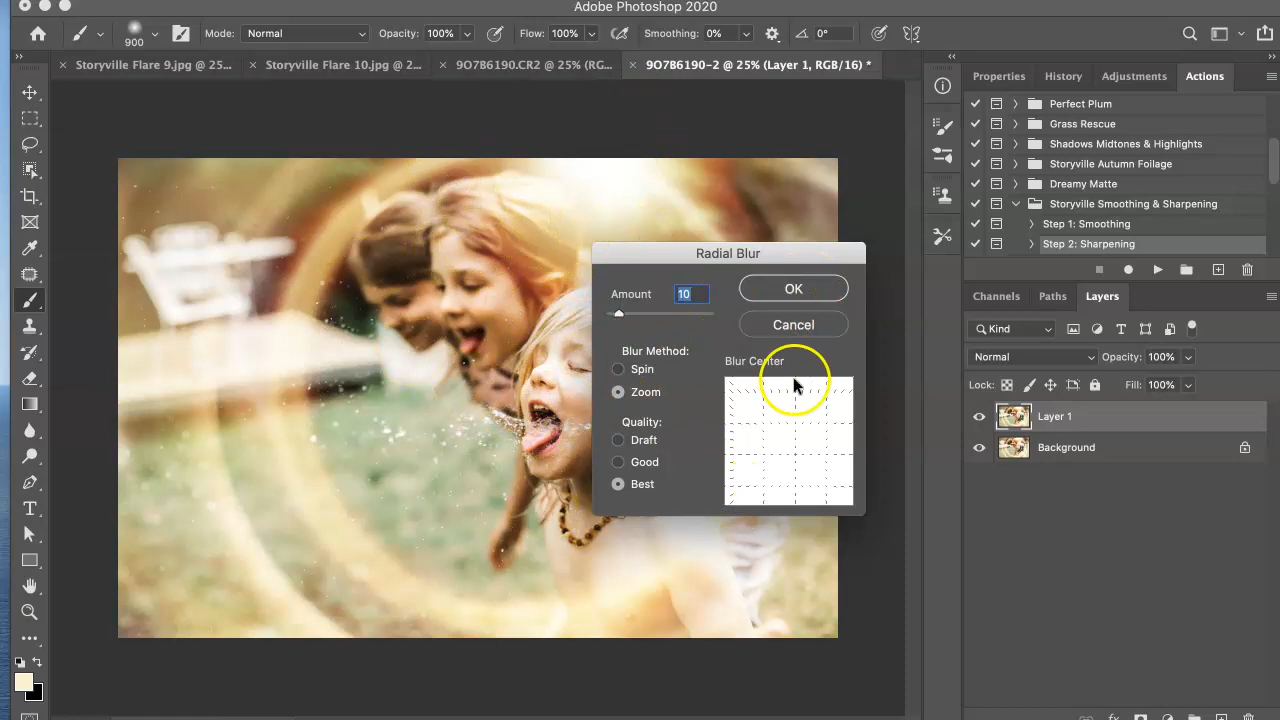 Adobe Photoshop 2020
900 Mode: Normal Opacity: 100% Flow: 100% Smoothing: 0% 0°
Storyville Flare 9.jpg @ 25... Storyville Flare 10.jpg @ 2... 9O7B6190.CR2 @ 25% (RG... 9O7B6190-2 @ 25% (Layer 1, RGB/16) *
Properties History Adjustments Actions
Perfect Plum
Grass Rescue
Shadows Midtones & Highlights
Storyville Autumn Foliage
Dreamy Matte
Storyville Smoothing & Sharpening
Step 1: Smoothing
Step 2: Sharpening
Channels Paths Layers
Kind
Normal Opacity: 100%
Lock: Fill: 100%
Layer 1
Background
Radial Blur
Amount 10
OK
Cancel
Blur Method:
Spin
Zoom
Quality:
Draft
Good
Best
Blur Center